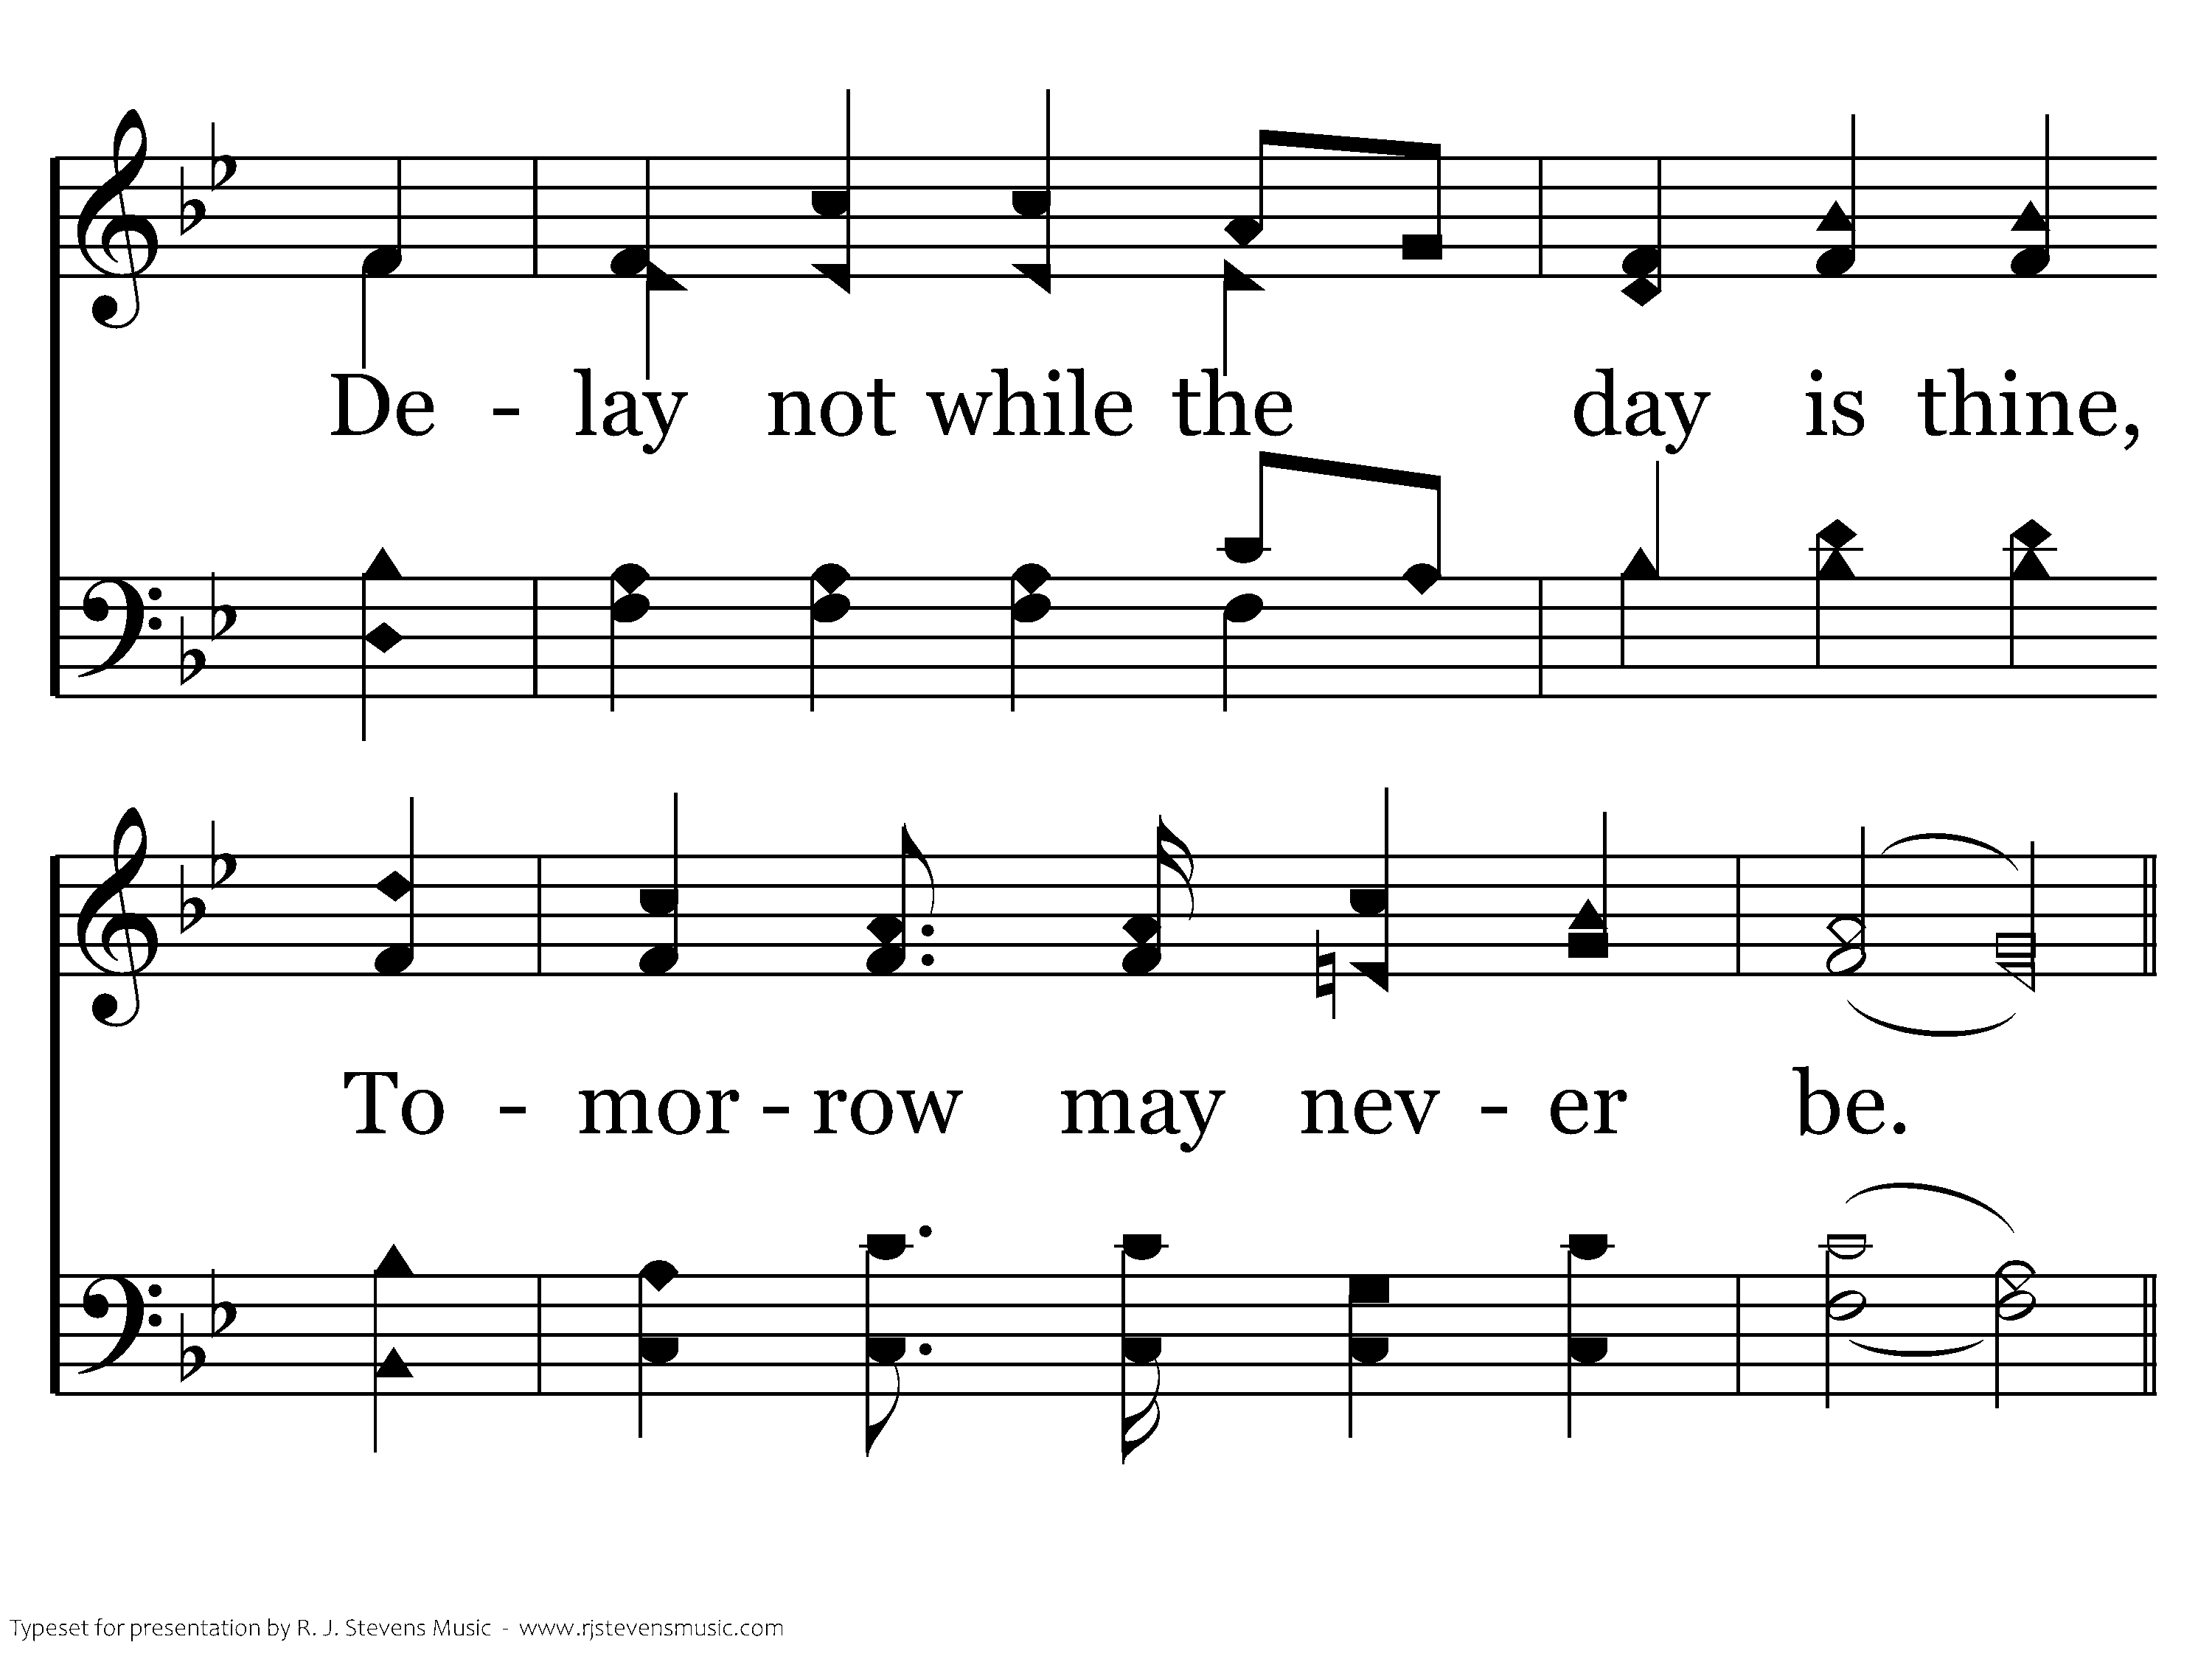 De - lay not while the day is thine,
To - mor - row may nev - er be.
Typeset for presentation by R. J. Stevens Music - www.rjstevensmusic.com